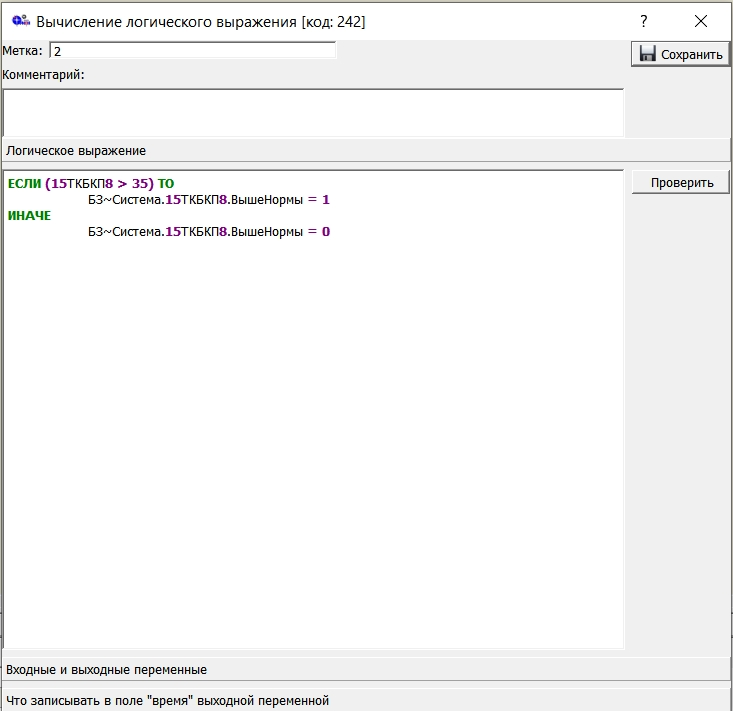 Вычисление логического выражения [код: 242]
?
Метка: 2
Сохранить
Комментарий:
Логическое выражение
ЕСЛИ (15ТКБКП8 > 35) ТО
БЗ~Система.15ТКБКП8.ВышеНормы = 1
ИНАЧЕ
БЗ~Система.15ТКБКП8.ВышеНормы = 0
Проверить
Входные и выходные переменные
Что записывать в поле "время" выходной переменной